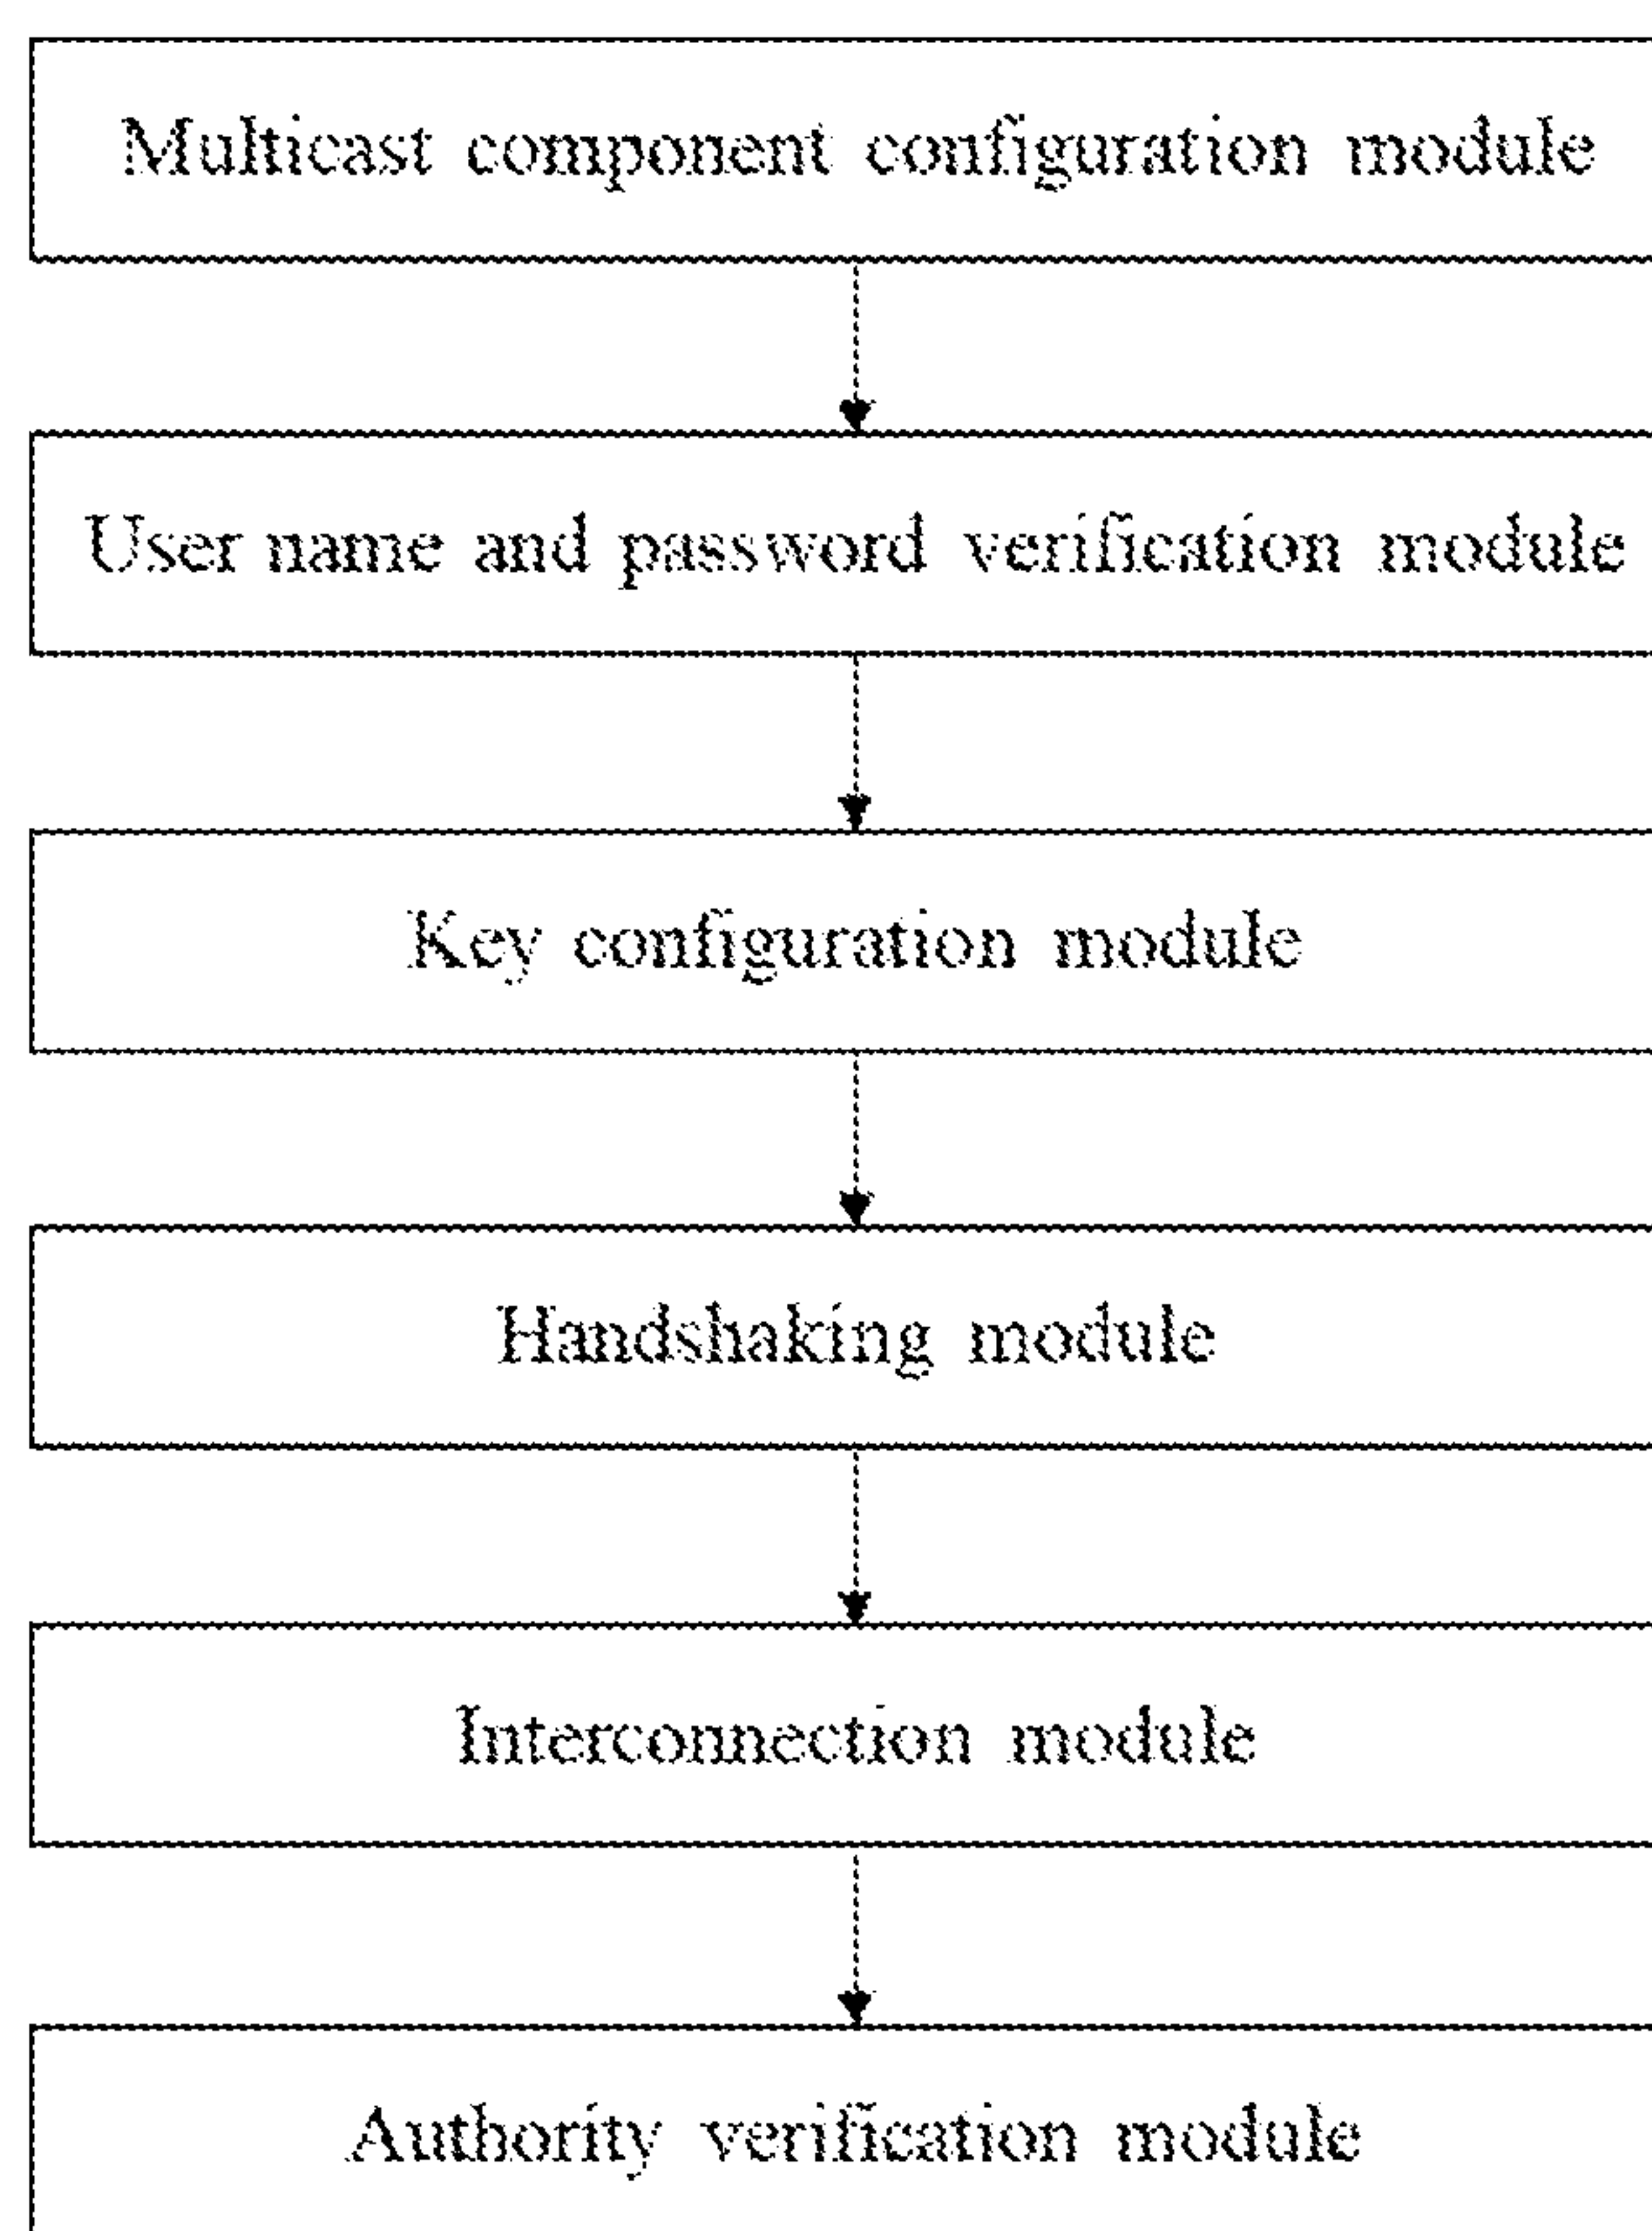 Multicast component configuration module
User name and password verification module
Key configuration module
Handshaking module
Interconnection module
Authority verification module